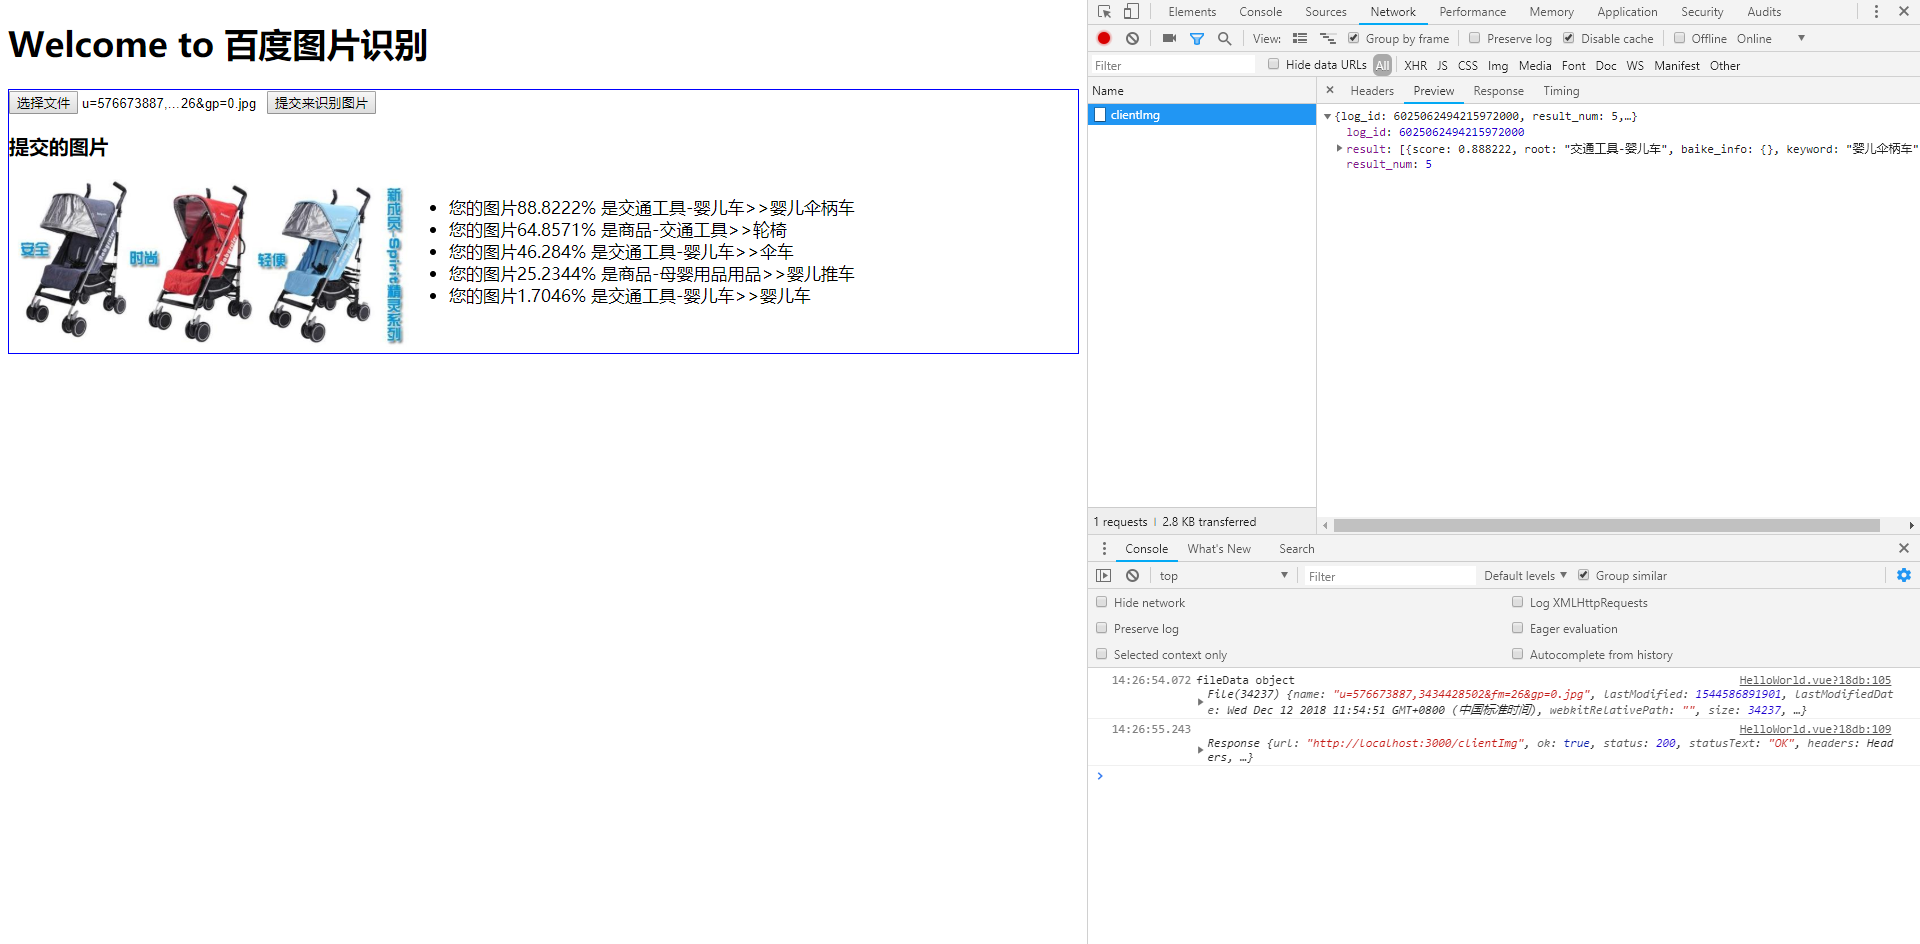 Welcome to 百度图片识别
选择文件 u=576673887,...26&gp=0.jpg 提交来识别图片
提交的图片
安全
时尚
轻便
新成员-Spirit精灵系列
您的图片88.8222% 是交通工具-婴儿车>>婴儿伞柄车
您的图片64.8571% 是商品-交通工具>>轮椅
您的图片46.284% 是交通工具-婴儿车>>伞车
您的图片25.2344% 是商品-母婴用品用品>>婴儿推车
您的图片1.7046% 是交通工具-婴儿车>>婴儿车
Elements Console Sources Network Performance Memory Application Security Audits
View: Group by frame Preserve log Disable cache Offline Online
Filter Hide data URLs All XHR JS CSS Img Media Font Doc WS Manifest Other
Name
clientImg
1 requests 2.8 KB transferred
Headers Preview Response Timing
{log_id: 6025062494215972000, result_num: 5,…}
log_id: 6025062494215972000
result: [{score: 0.888222, root: "交通工具-婴儿车", baike_info: {}, keyword: "婴儿伞柄车"
result_num: 5
Console What's New Search
top Filter Default levels Group similar
Hide network Log XMLHttpRequests
Preserve log Eager evaluation
Selected context only Autocomplete from history
14:26:54.072 fileData object HelloWorld.vue?18db:105
File(34237) {name: "u=576673887,3434428502&fm=26&gp=0.jpg", lastModified: 1544586891901, lastModifiedDat
e: Wed Dec 12 2018 11:54:51 GMT+0800 (中国标准时间), webkitRelativePath: "", size: 34237, …}
14:26:55.243 HelloWorld.vue?18db:109
Response {url: "http://localhost:3000/clientImg", ok: true, status: 200, statusText: "OK", headers: Head
ers, …}